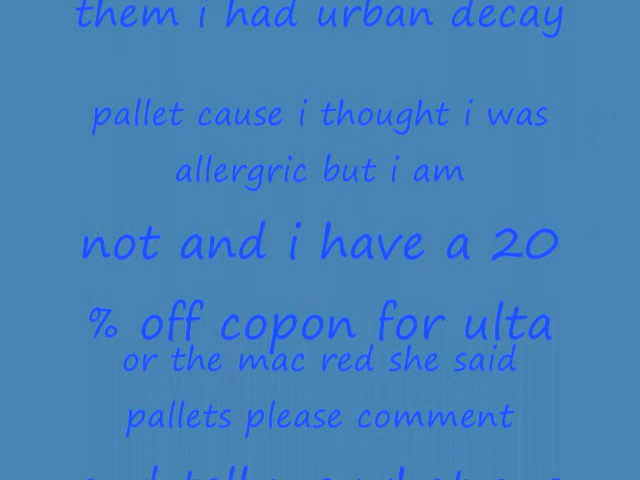 them i had urban decay
pallet cause i thought i was
allergric but i am
not and i have a 20
% off copon for ulta
or the mac red she said
pallets please comment